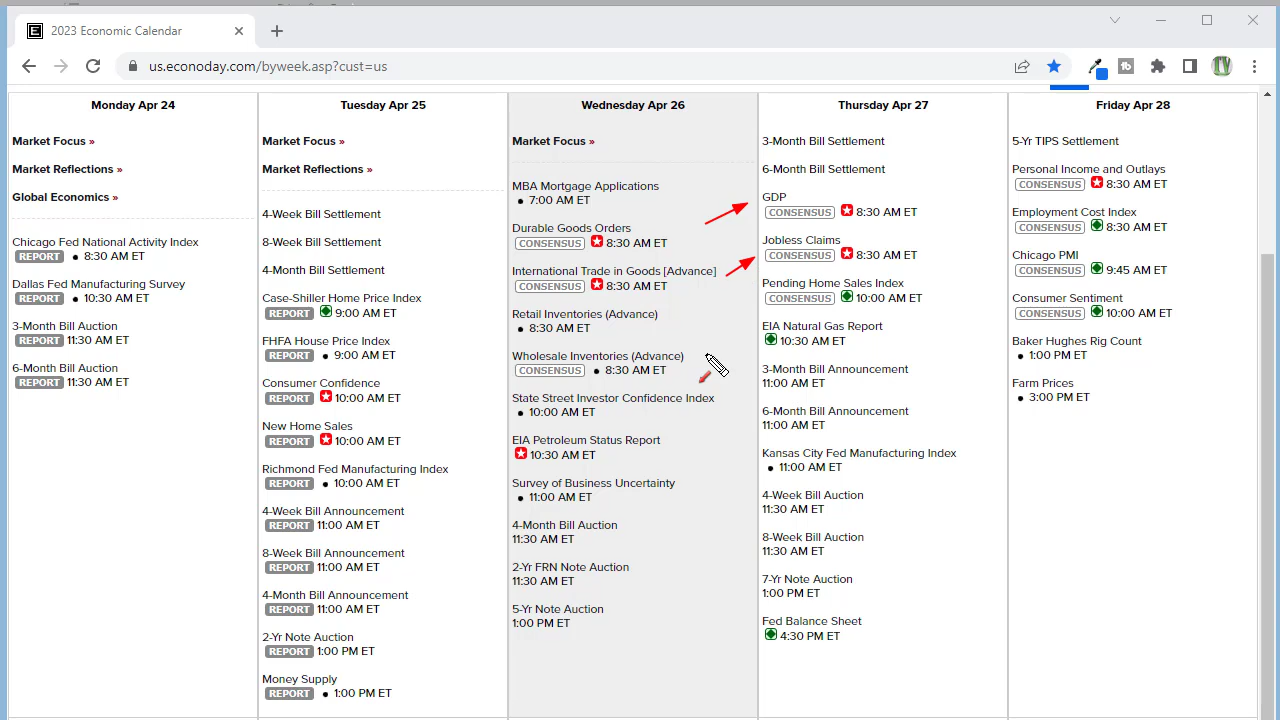 2023 Economic Calendar
us.econoday.com/byweek.asp?cust=us
Monday Apr 24
Market Focus »
Market Reflections »
Global Economics »
Chicago Fed National Activity Index
REPORT 8:30 AM ET
Dallas Fed Manufacturing Survey
REPORT 10:30 AM ET
3-Month Bill Auction
REPORT 11:30 AM ET
6-Month Bill Auction
REPORT 11:30 AM ET
Tuesday Apr 25
Market Focus »
Market Reflections »
4-Week Bill Settlement
8-Week Bill Settlement
4-Month Bill Settlement
Case-Shiller Home Price Index
REPORT 9:00 AM ET
FHFA House Price Index
REPORT 9:00 AM ET
Consumer Confidence
REPORT 10:00 AM ET
New Home Sales
REPORT 10:00 AM ET
Richmond Fed Manufacturing Index
REPORT 10:00 AM ET
4-Week Bill Announcement
REPORT 11:00 AM ET
8-Week Bill Announcement
REPORT 11:00 AM ET
4-Month Bill Announcement
REPORT 11:00 AM ET
2-Yr Note Auction
REPORT 1:00 PM ET
Money Supply
REPORT 1:00 PM ET
Wednesday Apr 26
Market Focus »
MBA Mortgage Applications
7:00 AM ET
Durable Goods Orders
CONSENSUS 8:30 AM ET
International Trade in Goods [Advance]
CONSENSUS 8:30 AM ET
Retail Inventories (Advance)
8:30 AM ET
Wholesale Inventories (Advance)
CONSENSUS 8:30 AM ET
State Street Investor Confidence Index
10:00 AM ET
EIA Petroleum Status Report
10:30 AM ET
Survey of Business Uncertainty
11:00 AM ET
4-Month Bill Auction
11:30 AM ET
2-Yr FRN Note Auction
11:30 AM ET
5-Yr Note Auction
1:00 PM ET
Thursday Apr 27
3-Month Bill Settlement
6-Month Bill Settlement
GDP
CONSENSUS 8:30 AM ET
Jobless Claims
CONSENSUS 8:30 AM ET
Pending Home Sales Index
CONSENSUS 10:00 AM ET
EIA Natural Gas Report
10:30 AM ET
3-Month Bill Announcement
11:00 AM ET
6-Month Bill Announcement
11:00 AM ET
Kansas City Fed Manufacturing Index
11:00 AM ET
4-Week Bill Auction
11:30 AM ET
8-Week Bill Auction
11:30 AM ET
7-Yr Note Auction
1:00 PM ET
Fed Balance Sheet
4:30 PM ET
Friday Apr 28
5-Yr TIPS Settlement
Personal Income and Outlays
CONSENSUS 8:30 AM ET
Employment Cost Index
CONSENSUS 8:30 AM ET
Chicago PMI
CONSENSUS 9:45 AM ET
Consumer Sentiment
CONSENSUS 10:00 AM ET
Baker Hughes Rig Count
1:00 PM ET
Farm Prices
3:00 PM ET